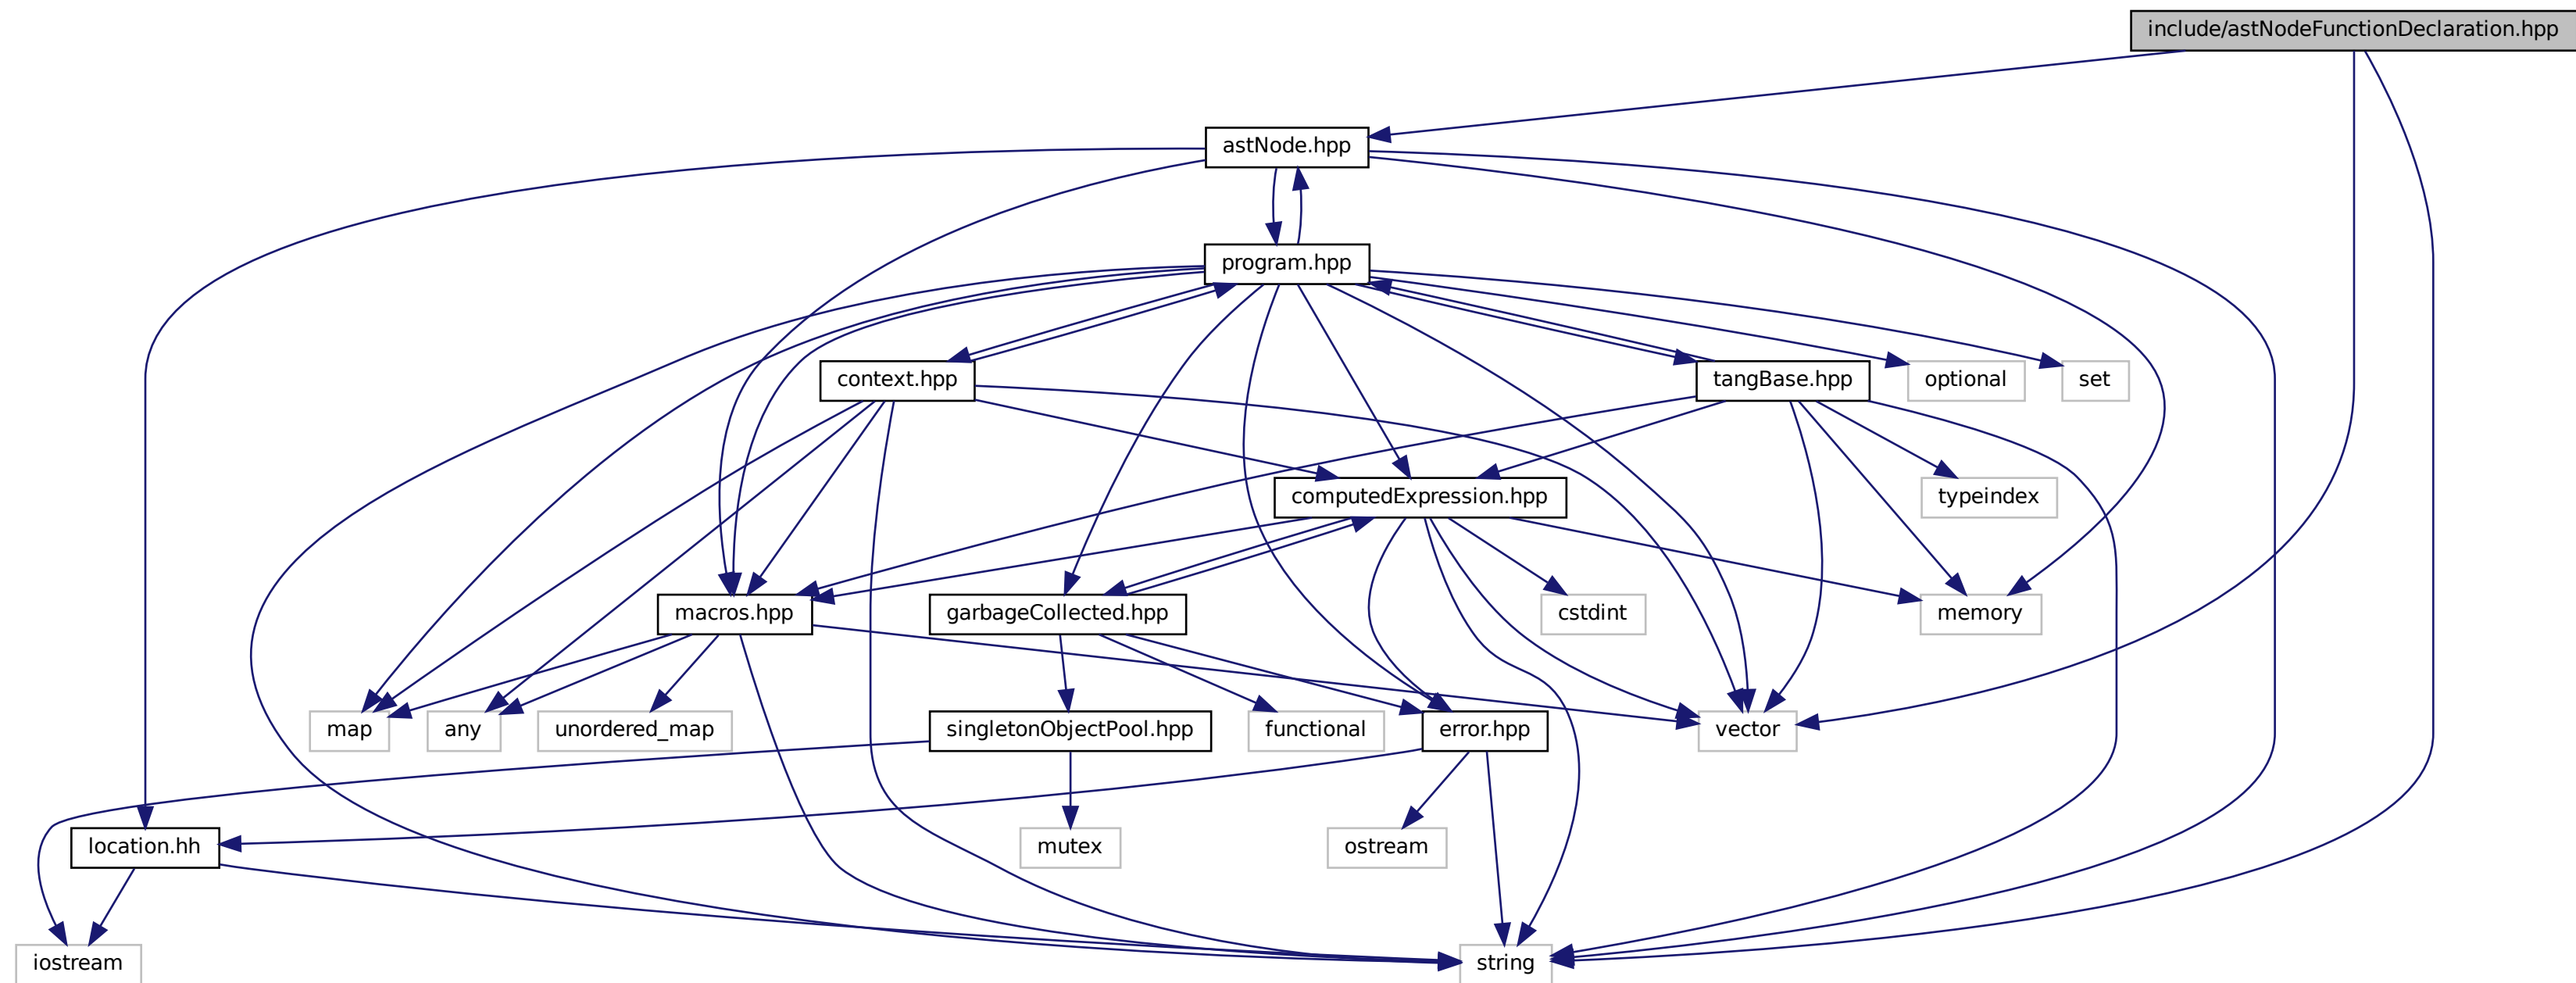 include/astNodeFunctionDeclaration.hpp
astNode.hpp
program.hpp
context.hpp
tangBase.hpp
optional
set
computedExpression.hpp
typeindex
macros.hpp
garbageCollected.hpp
cstdint
memory
map
any
unordered_map
singletonObjectPool.hpp
functional
error.hpp
vector
location.hh
mutex
ostream
iostream
string